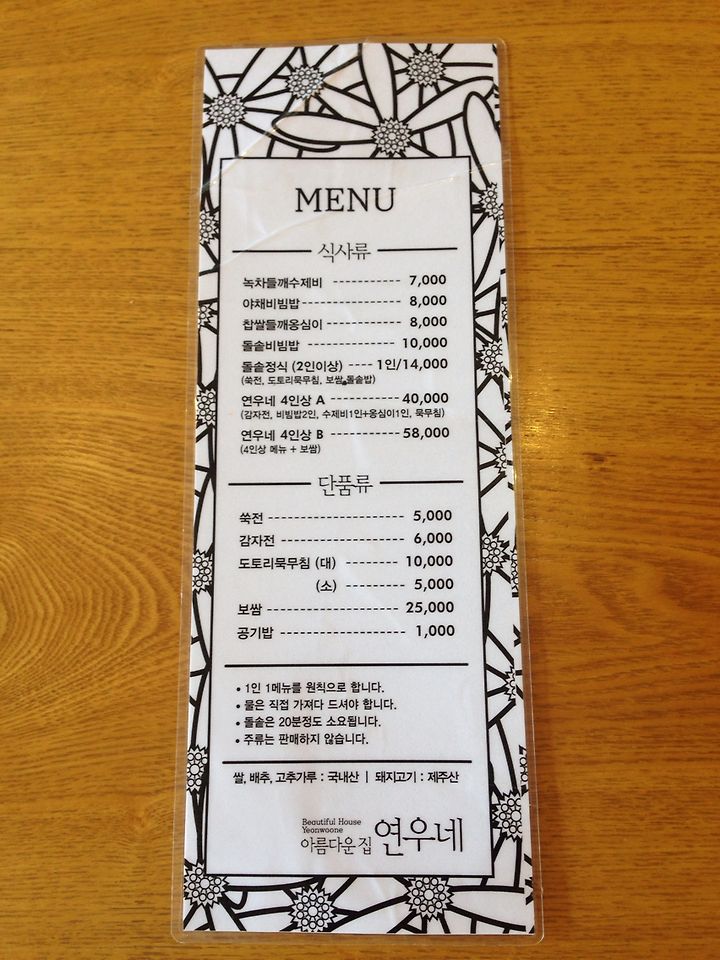 MENU
식사류
녹차들깨수제비 ---------- 7,000
야채비빔밥 --------------- 8,000
찹쌀들깨옹심이 ---------- 8,000
돌솥비빔밥 ------------- 10,000
돌솥정식 (2인이상) ---- 1인/14,000
(쑥전, 도토리묵무침, 보쌈, 돌솥밥)
연우네 4인상 A ---------- 40,000
(감자전, 비빔밥2인, 수제비1인+옹심이1인, 묵무침)
연우네 4인상 B ---------- 58,000
(4인상 메뉴 + 보쌈)
단품류
쑥전 --------------------- 5,000
감자전 ------------------- 6,000
도토리묵무침 (대) -------- 10,000
(소) --------- 5,000
보쌈 -------------------- 25,000
공기밥 ------------------- 1,000
• 1인 1메뉴를 원칙으로 합니다.
• 물은 직접 가져다 드셔야 합니다.
• 돌솥은 20분정도 소요됩니다.
• 주류는 판매하지 않습니다.
쌀, 배추, 고추가루 : 국내산 | 돼지고기 : 제주산
Beautiful House
Yeonwoone
아름다운 집 연우네